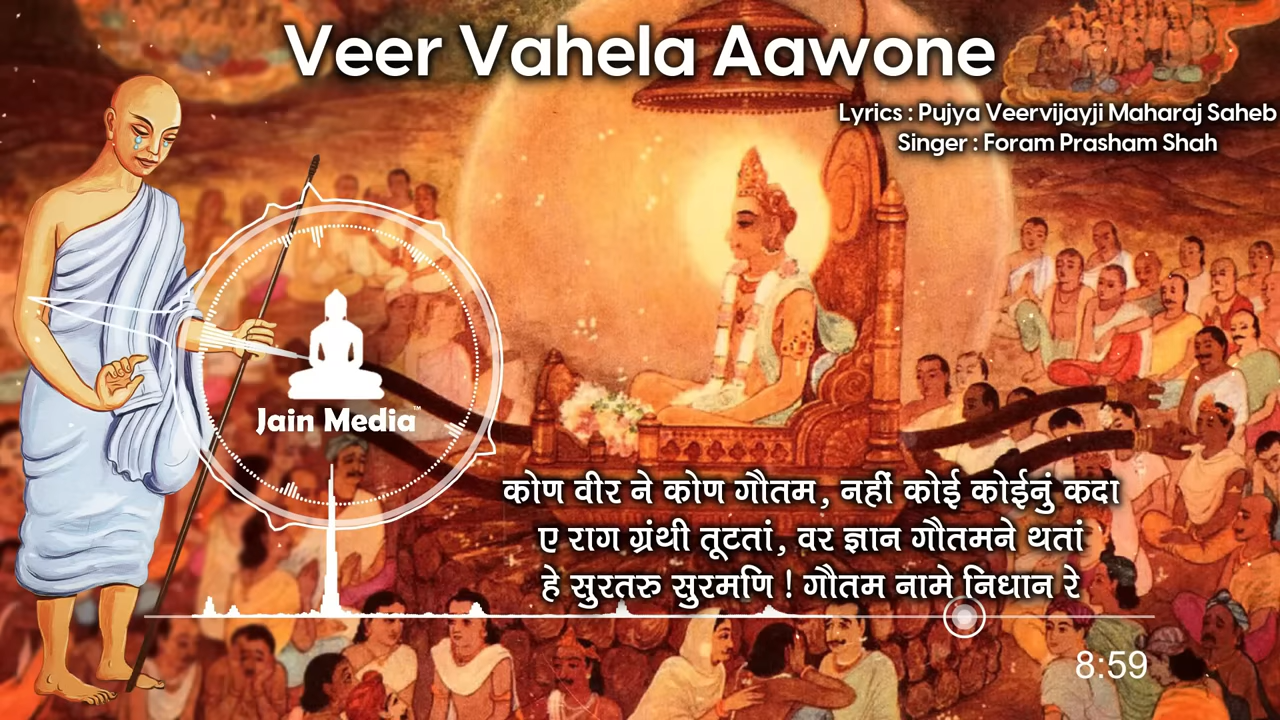 Veer Vahela Aawone
Lyrics : Pujya Veervijayji Maharaj Saheb
Singer : Foram Prasham Shah
Jain Media™
कोण वीर ने कोण गौतम, नहीं कोई कोईनुं कदा
ए राग ग्रंथी तूटतां, वर ज्ञान गौतमने थतां
हे सुरतरु सुरमणि ! गौतम नामे निधान रे
8:59